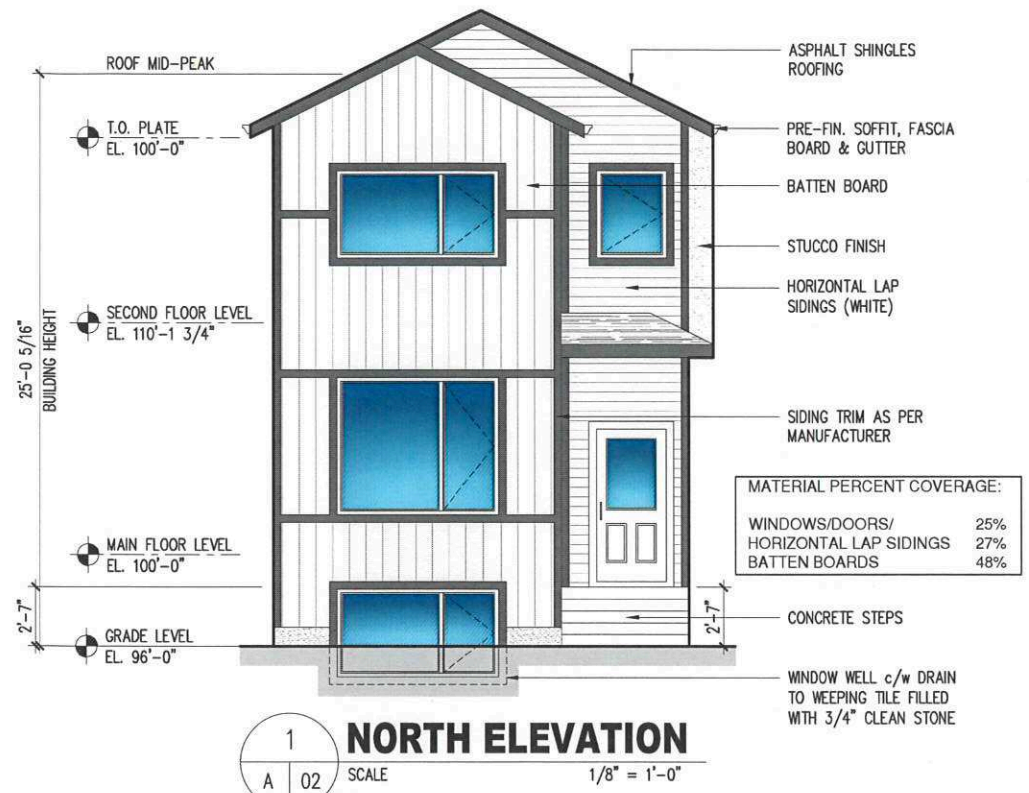 ROOF MID-PEAK
T.O. PLATE
EL. 100'-0"
SECOND FLOOR LEVEL
EL. 110'-1 3/4"
25'-0 5/16"
BUILDING HEIGHT
MAIN FLOOR LEVEL
EL. 100'-0"
2'-7"
GRADE LEVEL
EL. 96'-0"
ASPHALT SHINGLES
ROOFING
PRE-FIN. SOFFIT, FASCIA
BOARD & GUTTER
BATTEN BOARD
STUCCO FINISH
HORIZONTAL LAP
SIDINGS (WHITE)
SIDING TRIM AS PER
MANUFACTURER
MATERIAL PERCENT COVERAGE:
WINDOWS/DOORS/ 25%
HORIZONTAL LAP SIDINGS 27%
BATTEN BOARDS 48%
2'-7"
CONCRETE STEPS
WINDOW WELL c/w DRAIN
TO WEEPING TILE FILLED
WITH 3/4" CLEAN STONE
1
A 02
NORTH ELEVATION
SCALE 1/8" = 1'-0"